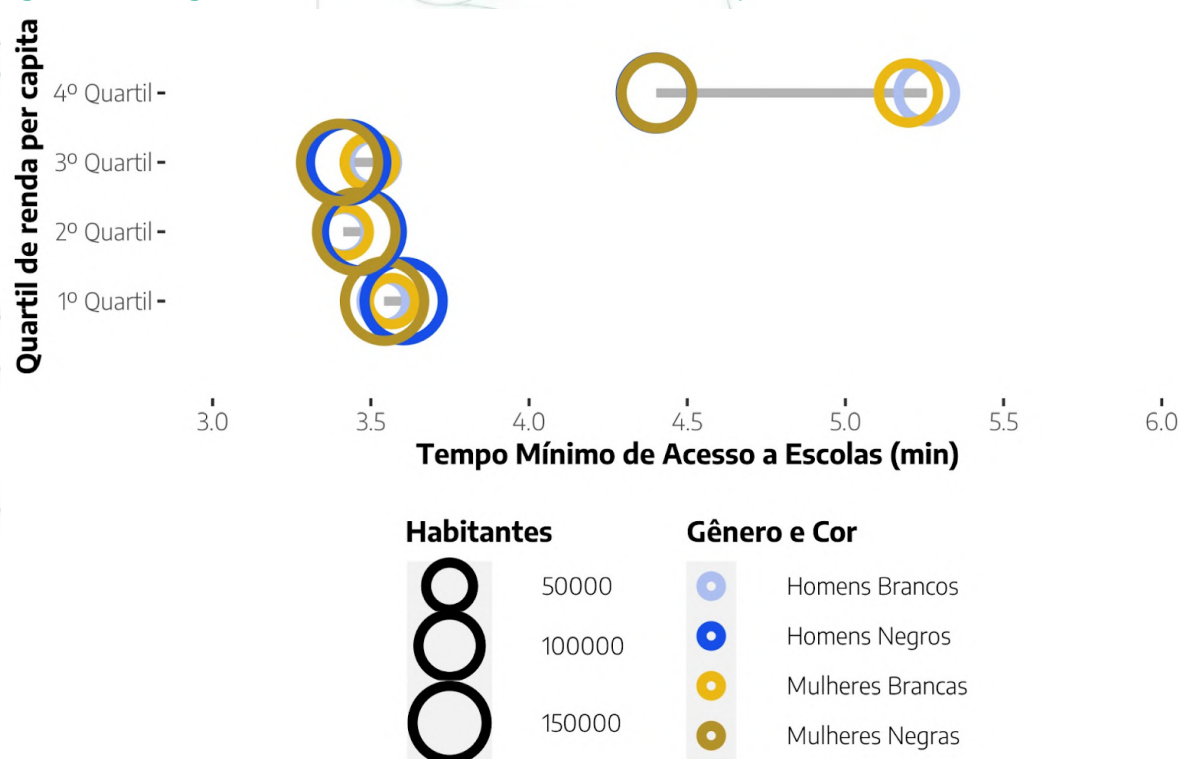 Quartil de renda per capita
4º Quartil
3º Quartil
2º Quartil
1º Quartil
3.0 3.5 4.0 4.5 5.0 5.5 6.0
Tempo Mínimo de Acesso a Escolas (min)
Habitantes
50000
100000
150000
Gênero e Cor
Homens Brancos
Homens Negros
Mulheres Brancas
Mulheres Negras